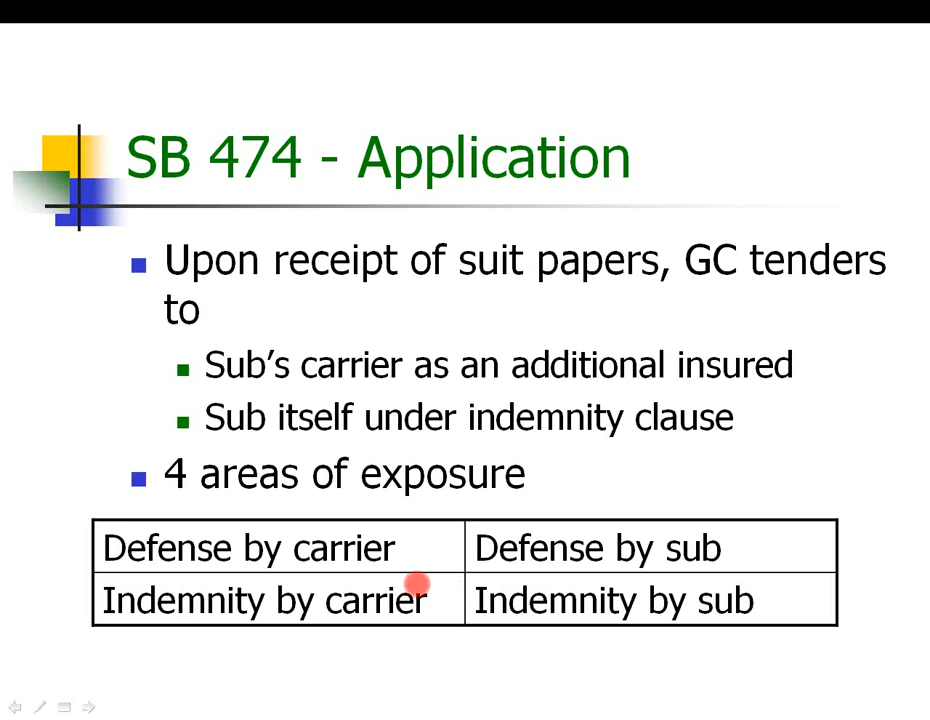 SB 474 - Application
Upon receipt of suit papers, GC tenders
to
Sub's carrier as an additional insured
Sub itself under indemnity clause
4 areas of exposure
Defense by carrier
Defense by sub
Indemnity by carrier
Indemnity by sub